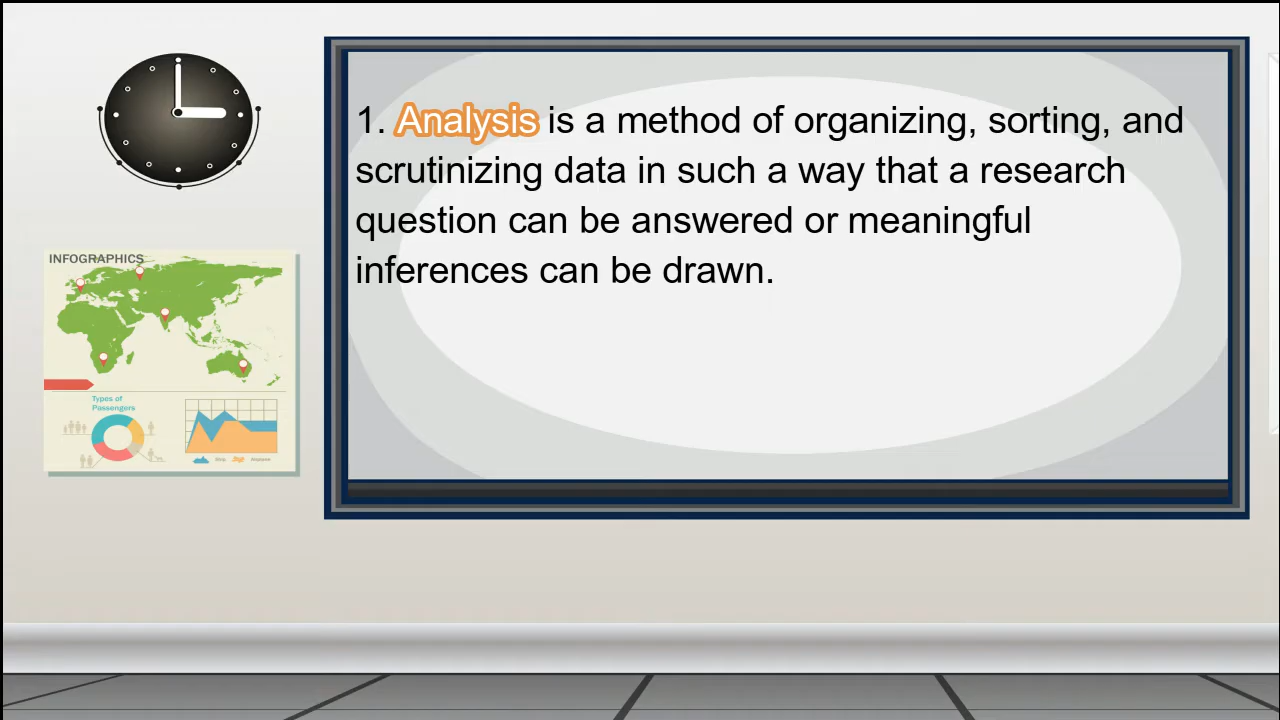 1. Analysis is a method of organizing, sorting, and
scrutinizing data in such a way that a research
question can be answered or meaningful
inferences can be drawn.
INFOGRAPHICS
Types of
Passengers